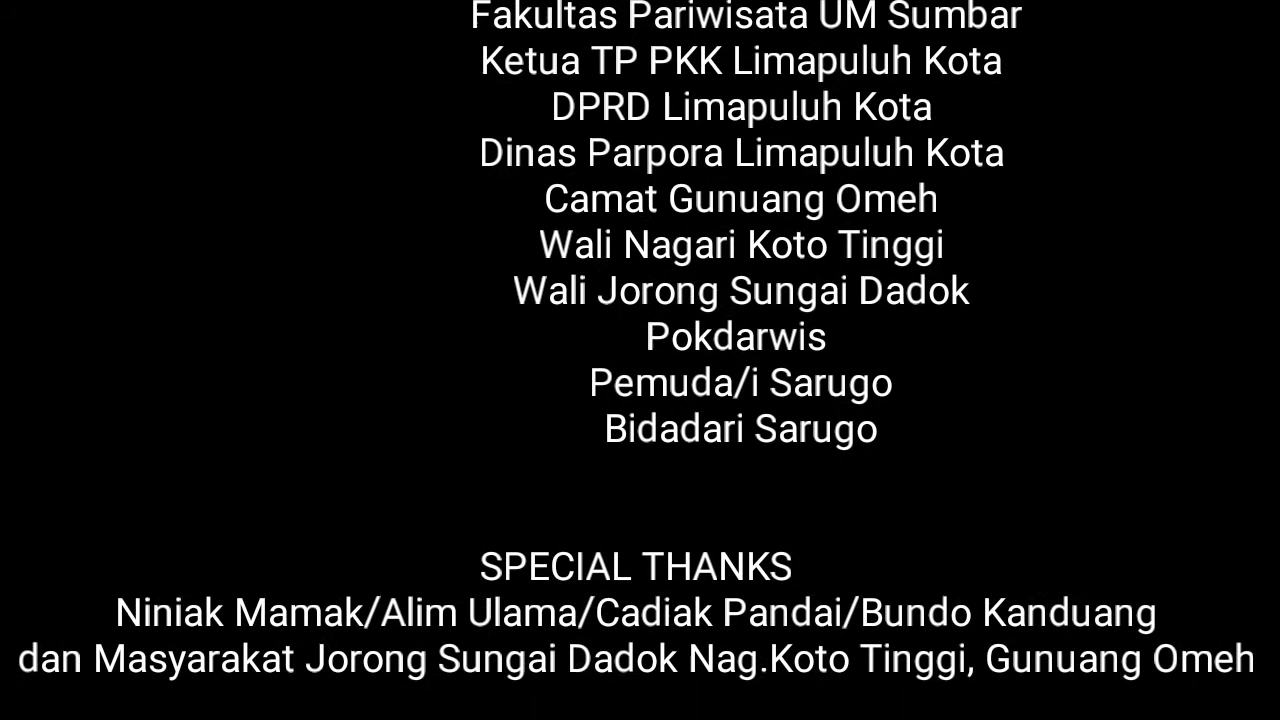 Fakultas Pariwisata UM Sumbar
Ketua TP PKK Limapuluh Kota
DPRD Limapuluh Kota
Dinas Parpora Limapuluh Kota
Camat Gunuang Omeh
Wali Nagari Koto Tinggi
Wali Jorong Sungai Dadok
Pokdarwis
Pemuda/i Sarugo
Bidadari Sarugo
SPECIAL THANKS
Niniak Mamak/Alim Ulama/Cadiak Pandai/Bundo Kanduang
dan Masyarakat Jorong Sungai Dadok Nag.Koto Tinggi, Gunuang Omeh